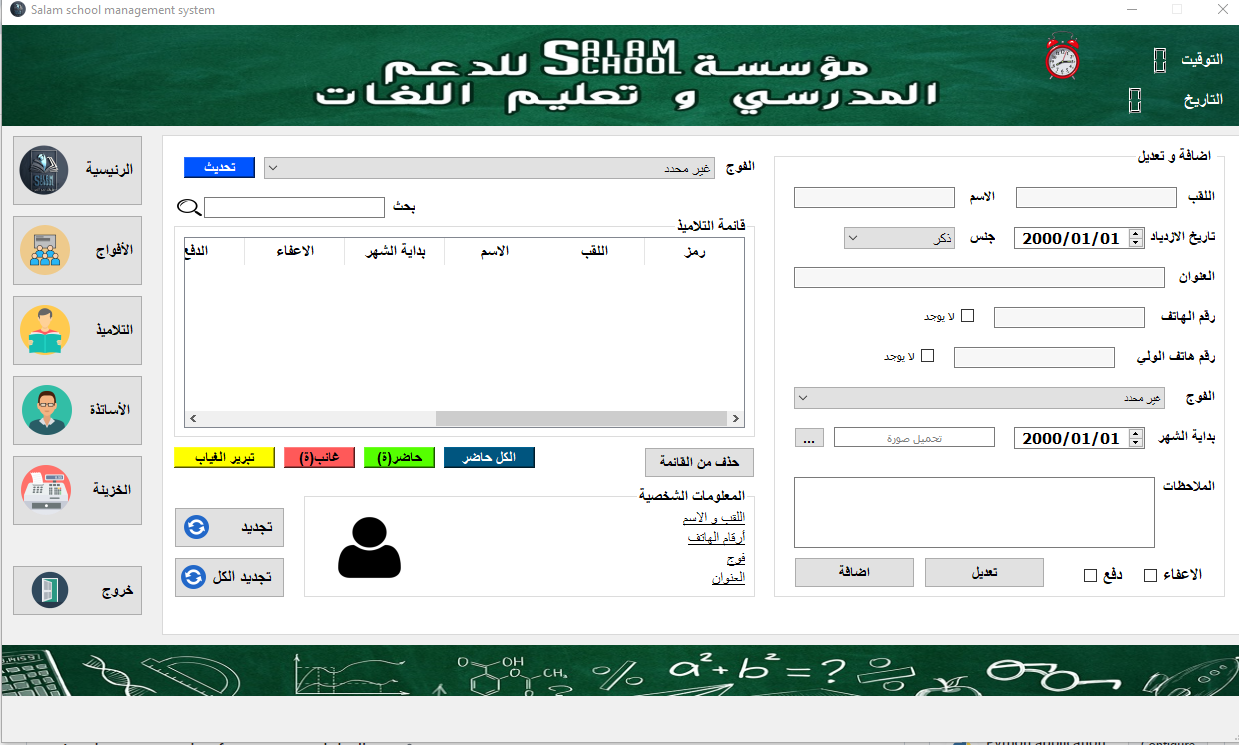 Salam school management system
مؤسسة SALAM SCHOOL للدعم
المدرسي و تعليم اللغات
التوقيت
التاريخ
الرئيسية
الأفواج
التلاميذ
الأساتذة
الخزينة
خروج
الفوج
غير محدد
تحديث
بحث
قائمة التلاميذ
رمز اللقب الاسم بداية الشهر الاعفاء الدفع
الكل حاضر
حاضر(ة)
غائب(ة)
تبرير الغياب
حذف من القائمة
المعلومات الشخصية
اللقب و الاسم
أرقام الهاتف
فوج
العنوان
تجديد
تجديد الكل
اضافة و تعديل
اللقب
الاسم
تاريخ الازدياد
2000/01/01
جنس
ذكر
العنوان
رقم الهاتف
لا يوجد
رقم هاتف الولي
لا يوجد
الفوج
غير محدد
بداية الشهر
2000/01/01
تحميل صورة
...
الملاحظات
الاعفاء
دفع
تعديل
اضافة
O OH
O CH₃
%
a²+b²=?